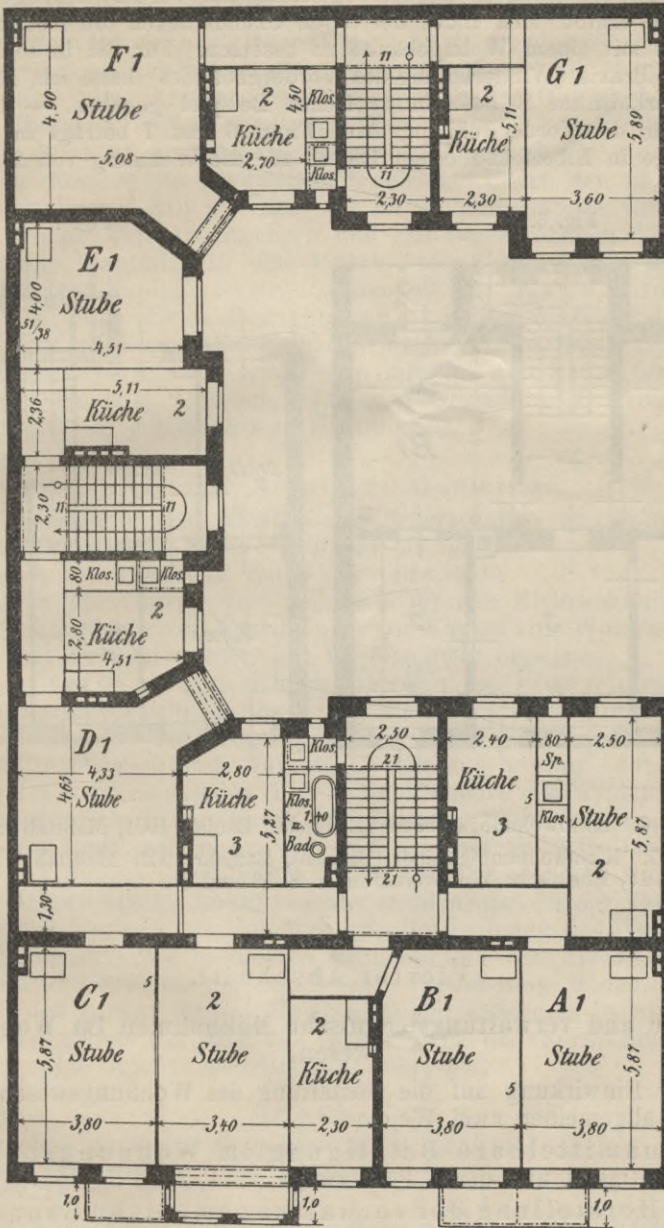 F1
Stube
4,90
5,08
2
Küche
4,50
2,70
Klos.
Klos.
11
11
2,30
2
Küche
2,30
5,11
G1
Stube
5,89
3,60
E1
Stube
4,00
51/38
4,51
5,11
Küche 2
2,36
2,30
11
11
80
Klos.
Klos.
2
Küche
2,80
4,51
D1
4,33
Stube
4,65
1,30
2,80
Küche
3
5,27
Klos.
Klos.
u.
Bad
1,40
2,50
21
21
2,40
Küche
3
80
Sp.
5
Klos.
2,50
Stube
2
5,87
C1
Stube
5,87
3,80
5
2
Stube
3,40
2
Küche
2,30
B1
Stube
3,80
5
A1
Stube
5,87
3,80
1,0
1,0
1,0